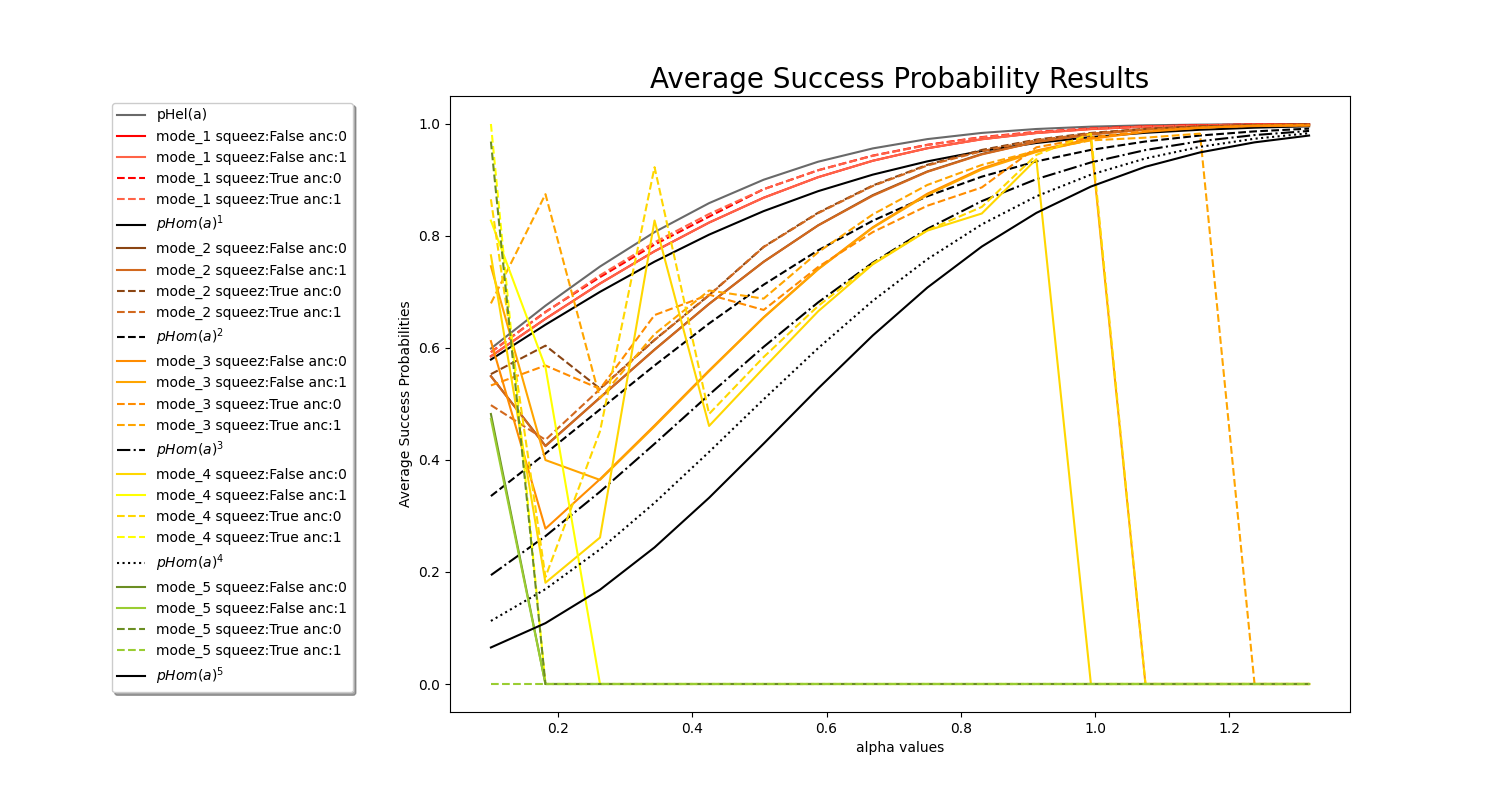 Average Success Probability Results
pHel(a)
mode_1 squeez:False anc:0
mode_1 squeez:False anc:1
mode_1 squeez:True anc:0
mode_1 squeez:True anc:1
pHom(a)^1
mode_2 squeez:False anc:0
mode_2 squeez:False anc:1
mode_2 squeez:True anc:0
mode_2 squeez:True anc:1
pHom(a)^2
mode_3 squeez:False anc:0
mode_3 squeez:False anc:1
mode_3 squeez:True anc:0
mode_3 squeez:True anc:1
pHom(a)^3
mode_4 squeez:False anc:0
mode_4 squeez:False anc:1
mode_4 squeez:True anc:0
mode_4 squeez:True anc:1
pHom(a)^4
mode_5 squeez:False anc:0
mode_5 squeez:False anc:1
mode_5 squeez:True anc:0
mode_5 squeez:True anc:1
pHom(a)^5
Average Success Probabilities
1.0
0.8
0.6
0.4
0.2
0.0
0.2 0.4 0.6 0.8 1.0 1.2
alpha values